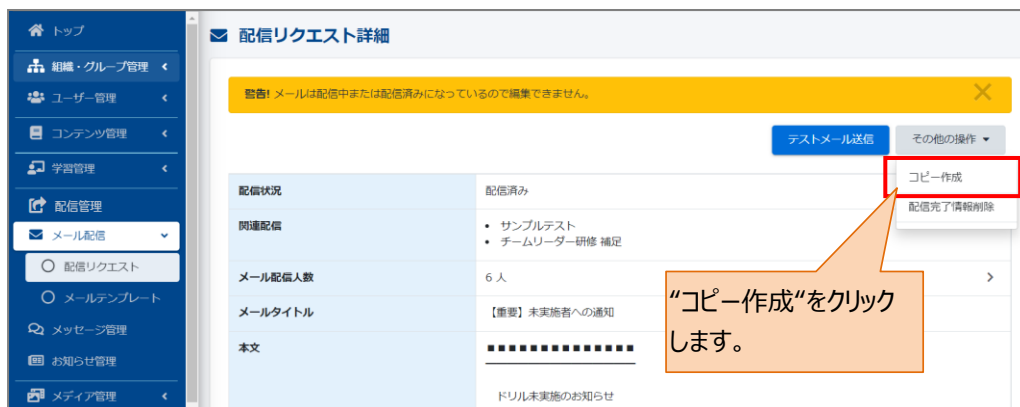 トップ
組織・グループ管理
ユーザー管理
コンテンツ管理
学習管理
配信管理
メール配信
配信リクエスト
メールテンプレート
メッセージ管理
お知らせ管理
メディア管理
配信リクエスト詳細
警告! メールは配信中または配信済みになっているので編集できません。
テストメール送信
その他の操作
コピー作成
配信完了情報削除
配信状況
配信済み
関連配信
• サンプルテスト
• チームリーダー研修 補足
メール配信人数
6 人
メールタイトル
【重要】未実施者への通知
本文
■■■■■■■■■■■■■■
ドリル未実施のお知らせ
“コピー作成“をクリック
します。